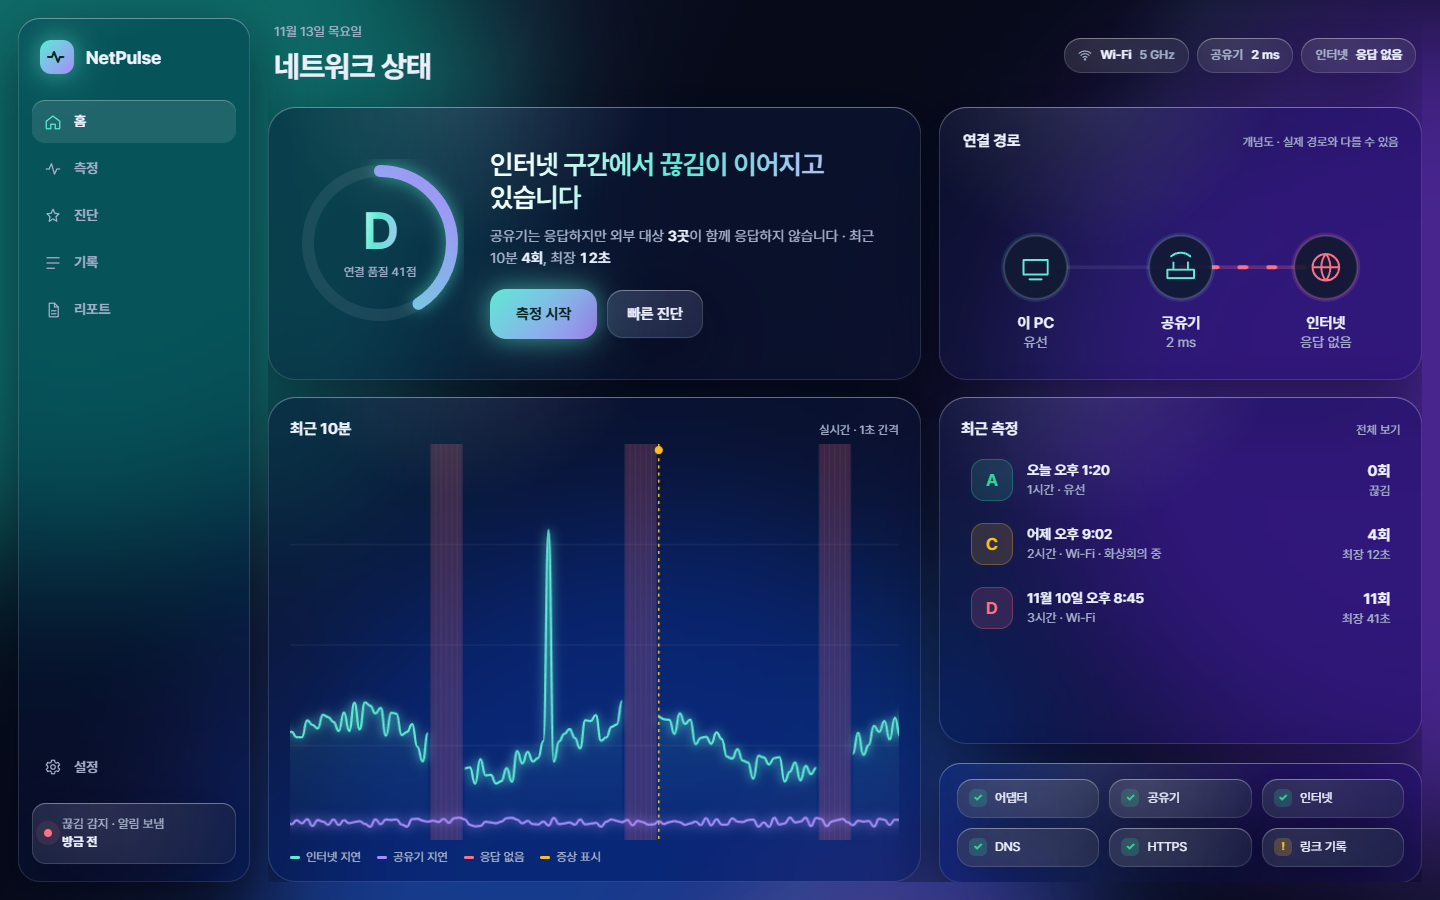 NetPulse
홈
측정
진단
기록
리포트
설정
끊김 감지 · 알림 보냄
방금 전
11월 13일 목요일
네트워크 상태
Wi-Fi 5 GHz
공유기 2 ms
인터넷 응답 없음
D
연결 품질 41점
인터넷 구간에서 끊김이 이어지고
있습니다
공유기는 응답하지만 외부 대상 3곳이 함께 응답하지 않습니다 · 최근
10분 4회, 최장 12초
측정 시작
빠른 진단
연결 경로
개념도 · 실제 경로와 다를 수 있음
이 PC
유선
공유기
2 ms
인터넷
응답 없음
최근 10분
실시간 · 1초 간격
인터넷 지연
공유기 지연
응답 없음
증상 표시
최근 측정
전체 보기
A
오늘 오후 1:20
1시간 · 유선
0회
끊김
C
어제 오후 9:02
2시간 · Wi-Fi · 화상회의 중
4회
최장 12초
D
11월 10일 오후 8:45
3시간 · Wi-Fi
11회
최장 41초
어댑터
공유기
인터넷
DNS
HTTPS
! 링크 기록